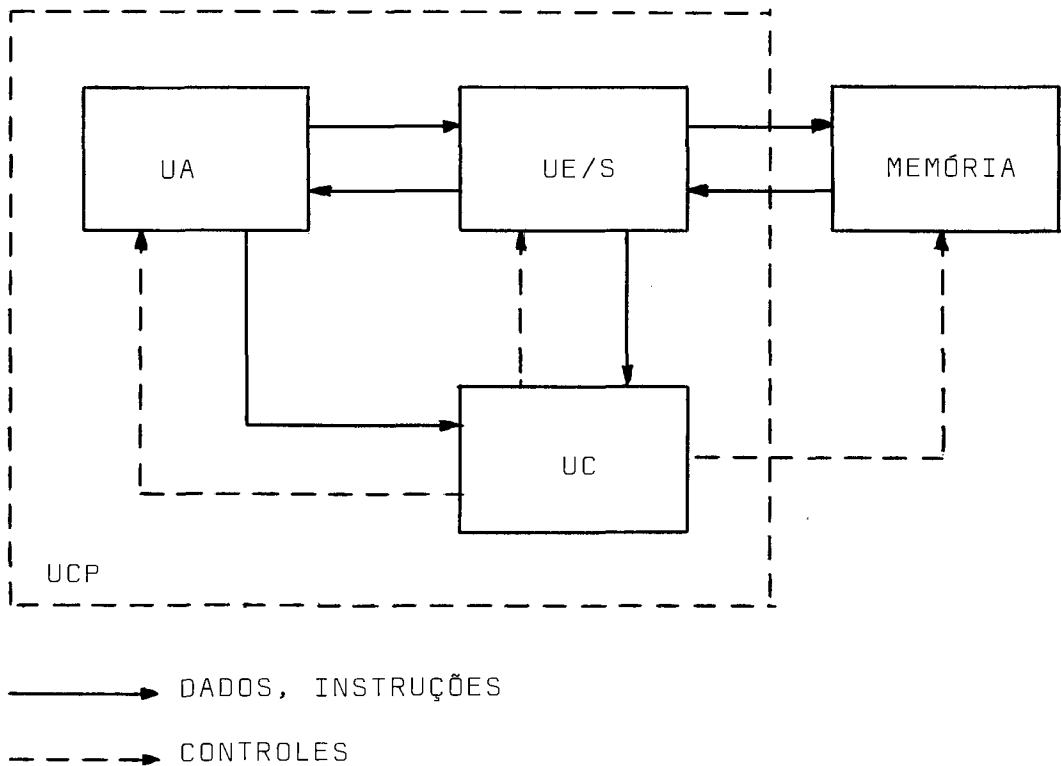 UA
UE/S
MEMÓRIA
UC
UCP
DADOS, INSTRUÇÕES
CONTROLES